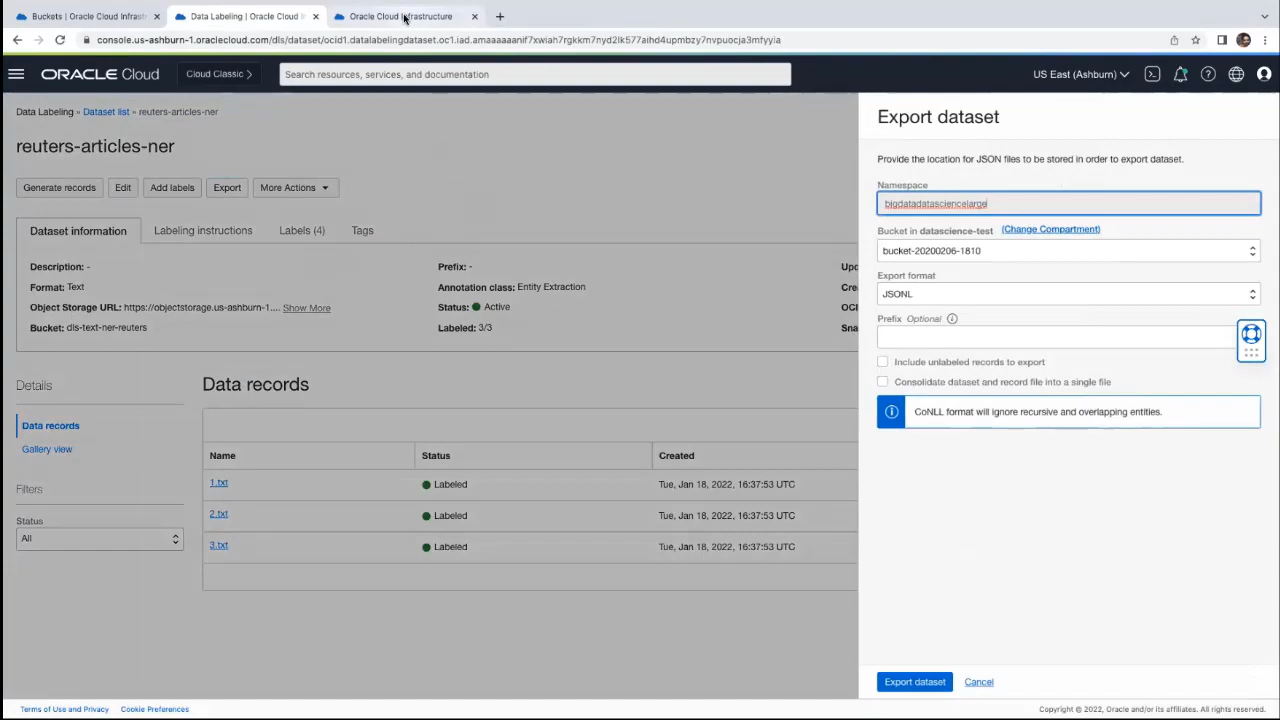 Buckets | Oracle Cloud Infrast
Data Labeling | Oracle Cloud I
Oracle Cloud Infrastructure
console.us-ashburn-1.oraclecloud.com/dls/dataset/ocid1.datalabelingdataset.oc1.iad.amaaaaaanif7xwiah7rgkkm7nyd2lk577aihd4upmbzy7nvpuocja3mfyyia
ORACLE Cloud
Cloud Classic
Search resources, services, and documentation
US East (Ashburn)
Data Labeling » Dataset list » reuters-articles-ner
reuters-articles-ner
Generate records
Edit
Add labels
Export
More Actions
Dataset information
Labeling instructions
Labels (4)
Tags
Description: -
Prefix: -
Upd
Format: Text
Annotation class: Entity Extraction
Cre
Object Storage URL: https://objectstorage.us-ashburn-1.... Show More
Status: Active
OCI
Bucket: dls-text-ner-reuters
Labeled: 3/3
Sna
Details
Data records
Gallery view
Filters
Status
All
Data records
Name Status Created
1.txt Labeled Tue, Jan 18, 2022, 16:37:53 UTC
2.txt Labeled Tue, Jan 18, 2022, 16:37:53 UTC
3.txt Labeled Tue, Jan 18, 2022, 16:37:53 UTC
Export dataset
Provide the location for JSON files to be stored in order to export dataset.
Namespace
bigdatadatasciencelarge
Bucket in datascience-test (Change Compartment)
bucket-20200206-1810
Export format
JSONL
Prefix Optional
Include unlabeled records to export
Consolidate dataset and record file into a single file
CoNLL format will ignore recursive and overlapping entities.
Export dataset
Cancel
Terms of Use and Privacy
Cookie Preferences
Copyright © 2022, Oracle and/or its affiliates. All rights reserved.